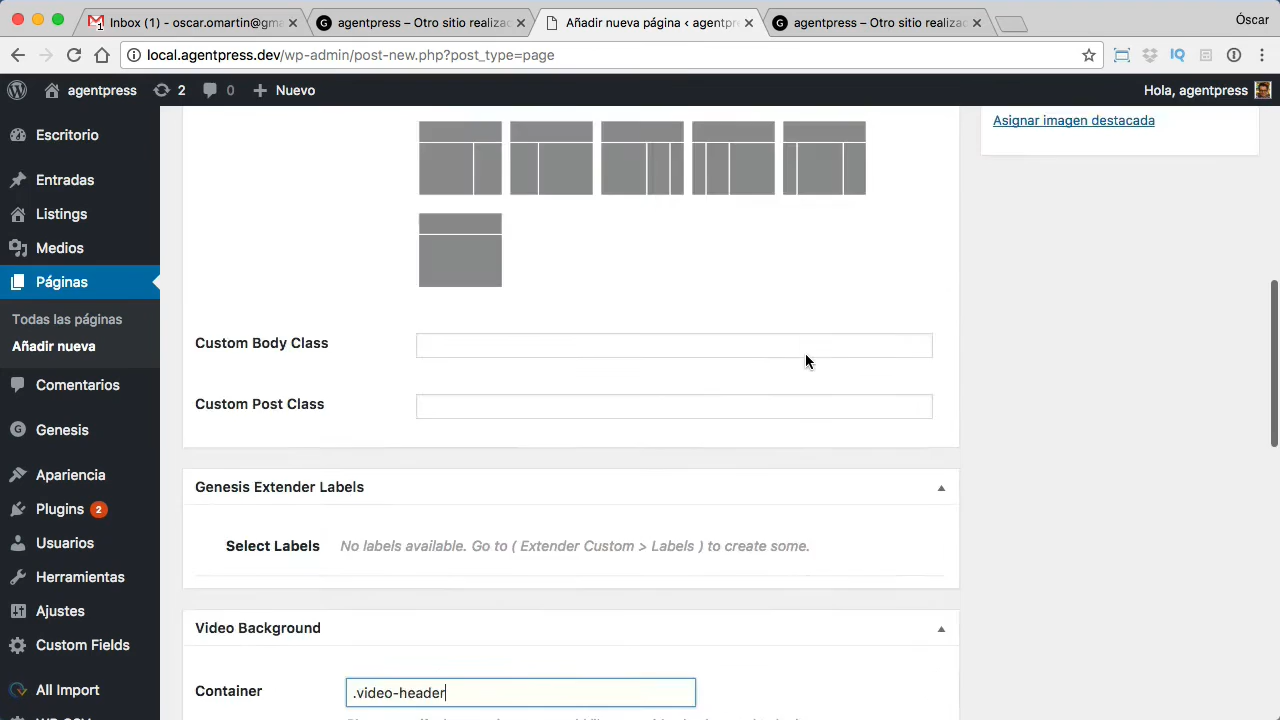 Inbox (1) - oscar.omartin@gma
agentpress – Otro sitio realizac
Añadir nueva página ‹ agentpr
agentpress – Otro sitio realizac
Óscar
local.agentpress.dev/wp-admin/post-new.php?post_type=page
agentpress
2
0
Nuevo
Hola, agentpress
Escritorio
Entradas
Listings
Medios
Páginas
Todas las páginas
Añadir nueva
Comentarios
Genesis
Apariencia
Plugins 2
Usuarios
Herramientas
Ajustes
Custom Fields
All Import
Asignar imagen destacada
Custom Body Class
Custom Post Class
Genesis Extender Labels
Select Labels
No labels available. Go to ( Extender Custom > Labels ) to create some.
Video Background
Container
.video-header